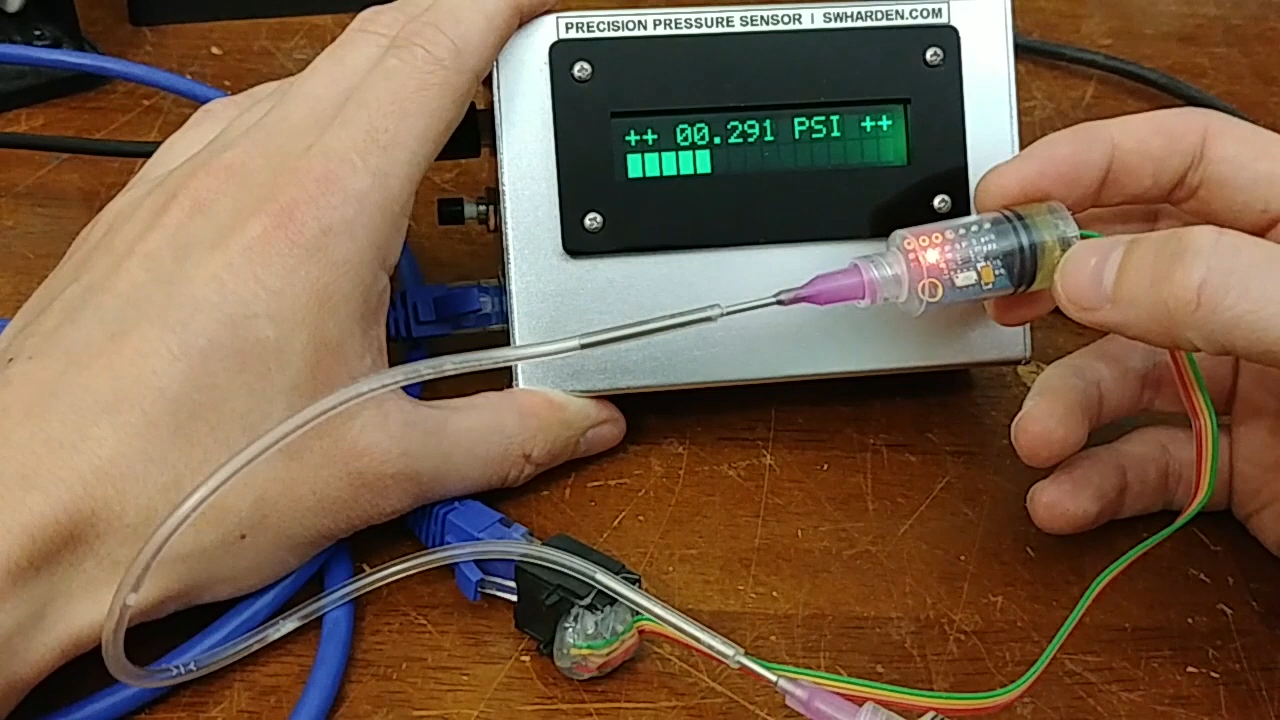 PRECISION PRESSURE SENSOR | SWHARDEN.COM
++ 00.291 PSI ++